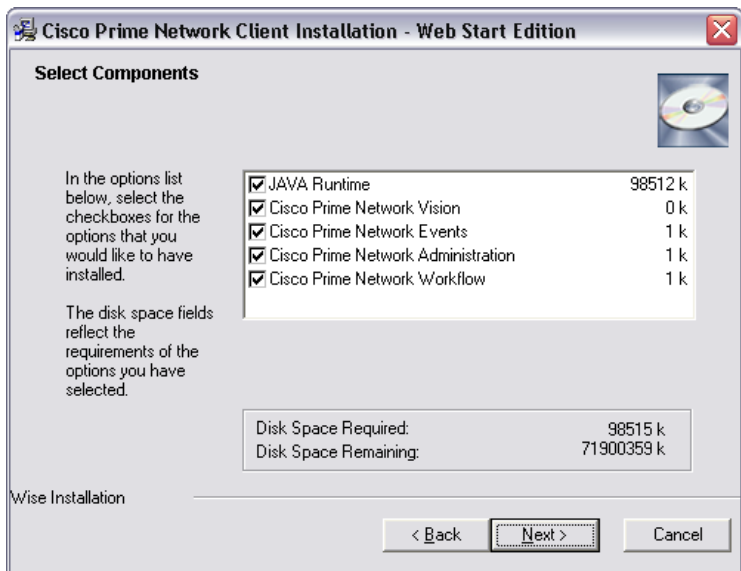 Cisco Prime Network Client Installation - Web Start Edition
Select Components
In the options list
below, select the
checkboxes for the
options that you
would like to have
installed.
The disk space fields
reflect the
requirements of the
options you have
selected.
JAVA Runtime 98512 k
Cisco Prime Network Vision 0 k
Cisco Prime Network Events 1 k
Cisco Prime Network Administration 1 k
Cisco Prime Network Workflow 1 k
Disk Space Required: 98515 k
Disk Space Remaining: 71900359 k
Wise Installation
< Back Next > Cancel